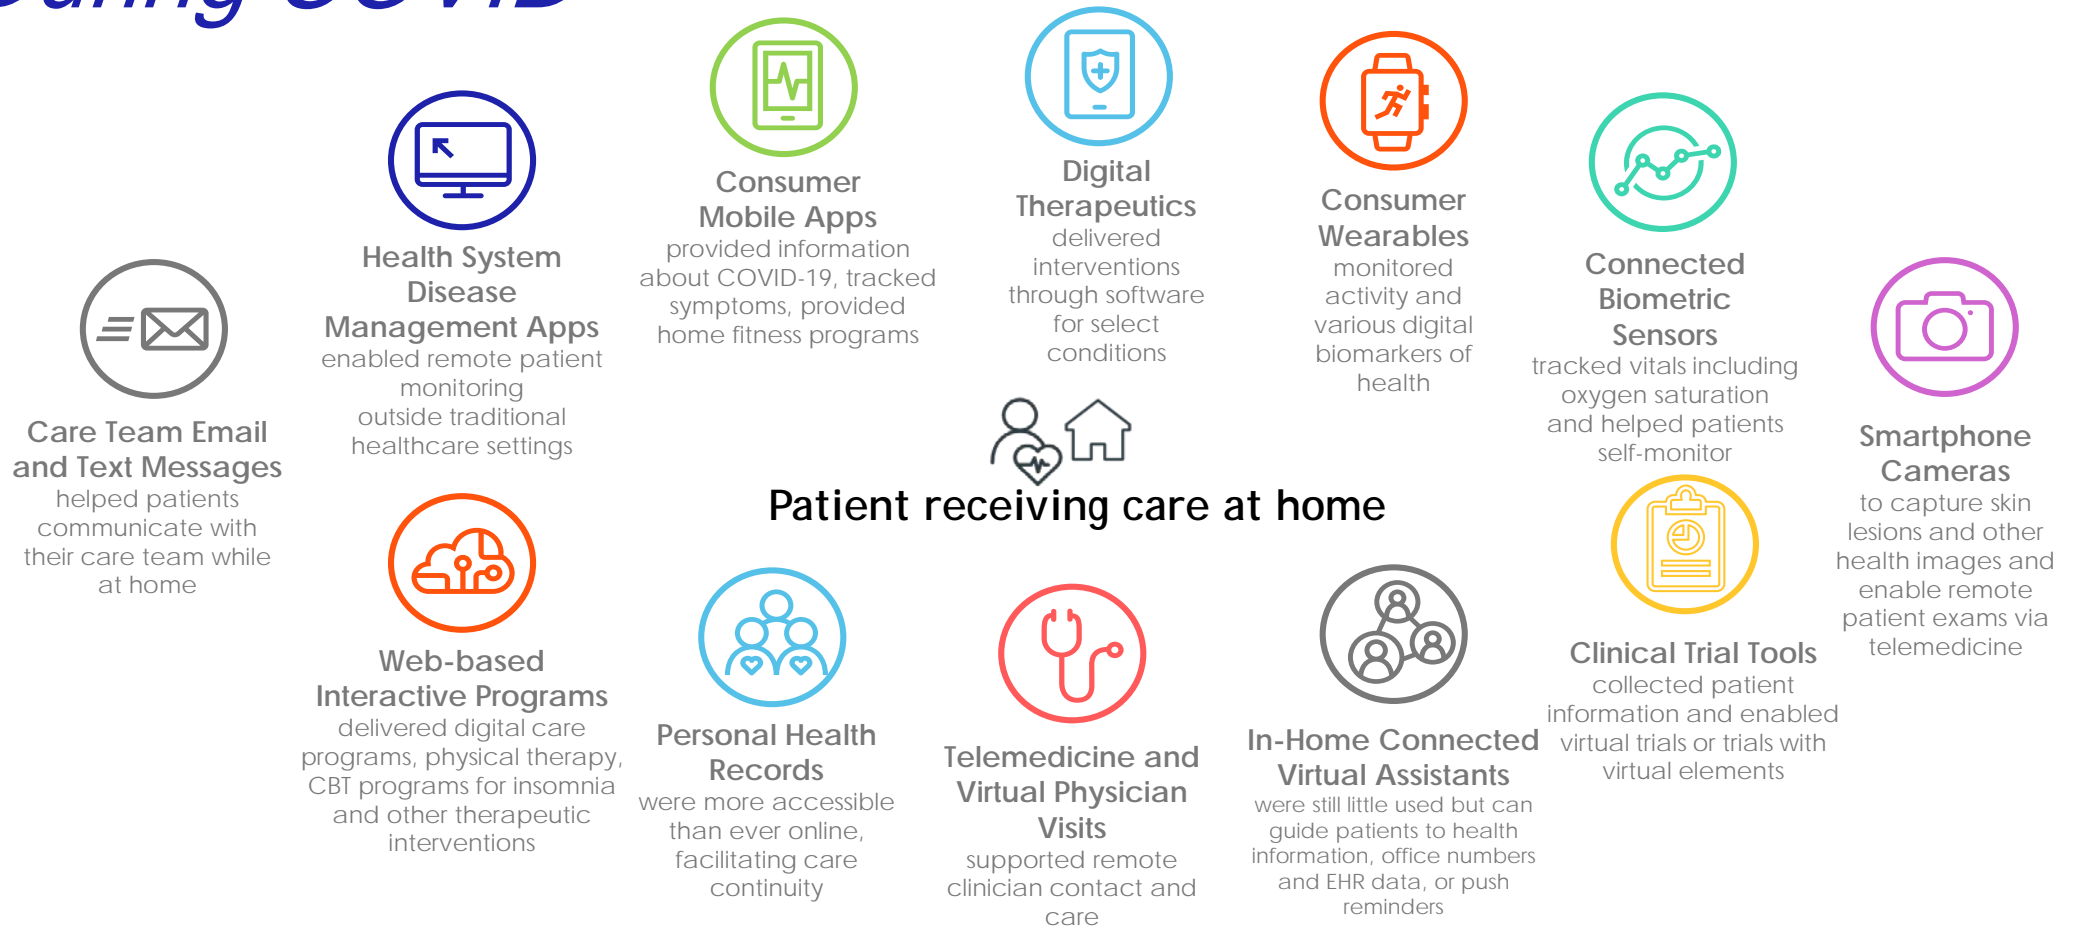 During COVID
Care Team Email
and Text Messages
helped patients
communicate with
their care team while
at home
Health System
Disease
Management Apps
enabled remote patient
monitoring
outside traditional
healthcare settings
Consumer
Mobile Apps
provided information
about COVID-19, tracked
symptoms, provided
home fitness programs
Digital
Therapeutics
delivered
interventions
through software
for select
conditions
Consumer
Wearables
monitored
activity and
various digital
biomarkers of
health
Connected
Biometric
Sensors
tracked vitals including
oxygen saturation
and helped patients
self-monitor
Smartphone
Cameras
to capture skin
lesions and other
health images and
enable remote
patient exams via
telemedicine
Patient receiving care at home
Web-based
Interactive Programs
delivered digital care
programs, physical therapy,
CBT programs for insomnia
and other therapeutic
interventions
Personal Health
Records
were more accessible
than ever online,
facilitating care
continuity
Telemedicine and
Virtual Physician
Visits
supported remote
clinician contact and
care
In-Home Connected
Virtual Assistants
were still little used but can
guide patients to health
information, office numbers
and EHR data, or push
reminders
Clinical Trial Tools
collected patient
information and enabled
virtual trials or trials with
virtual elements